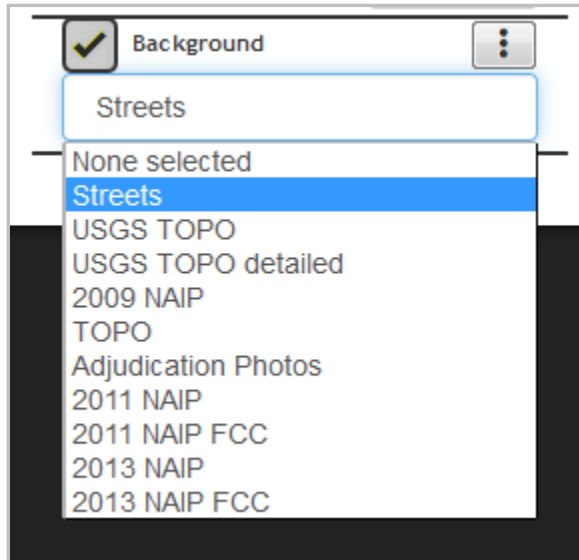 Background
Streets
None selected
Streets
USGS TOPO
USGS TOPO detailed
2009 NAIP
TOPO
Adjudication Photos
2011 NAIP
2011 NAIP FCC
2013 NAIP
2013 NAIP FCC